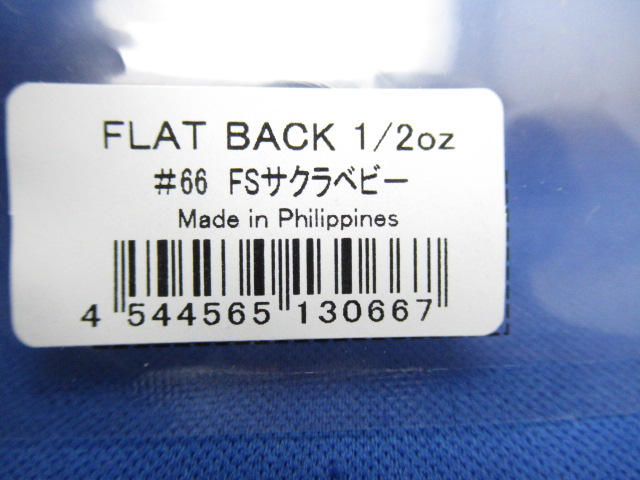 FLAT BACK 1/2oz
#66 FSサクラベビー
Made in Philippines
4 544565 130667